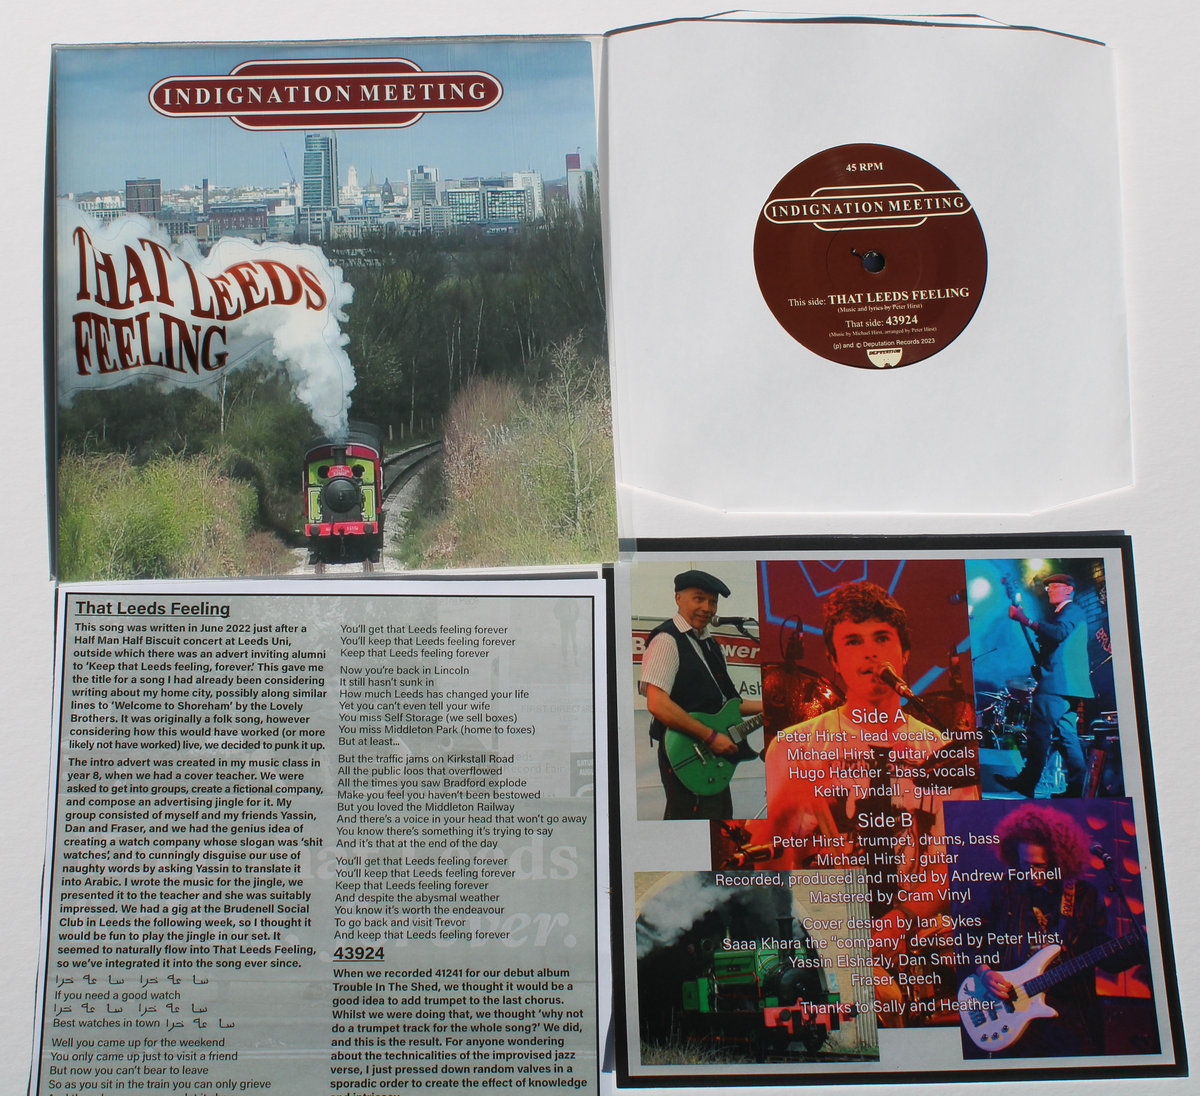 INDIGNATION MEETING
THAT LEEDS
FEELING
45 RPM
INDIGNATION MEETING
This side: THAT LEEDS FEELING
(Music and lyrics by Peter Hirst)
That side: 43924
(Music by Michael Hirst, arranged by Peter Hirst)
(p) and © Deputation Records 2023
DEPUTATION
That Leeds Feeling
This song was written in June 2022 just after a
Half Man Half Biscuit concert at Leeds Uni,
outside which there was an advert inviting alumni
to 'Keep that Leeds feeling, forever.' This gave me
the title for a song I had already been considering
writing about my home city, possibly along similar
lines to 'Welcome to Shoreham' by the Lovely
Brothers. It was originally a folk song, however
considering how this would have worked (or more
likely not have worked) live, we decided to punk it up.
The intro advert was created in my music class in
year 8, when we had a cover teacher. We were
asked to get into groups, create a fictional company,
and compose an advertising jingle for it. My
group consisted of myself and my friends Yassin,
Dan and Fraser, and we had the genius idea of
creating a watch company whose slogan was 'shit
watches', and to cunningly disguise our use of
naughty words by asking Yassin to translate it
into Arabic. I wrote the music for the jingle, we
presented it to the teacher and she was suitably
impressed. We had a gig at the Brudenell Social
Club in Leeds the following week, so I thought it
would be fun to play the jingle in our set. It
seemed to naturally flow into That Leeds Feeling,
so we've integrated it into the song ever since.
ساعة خرا ساعة خرا
If you need a good watch
ساعة خرا ساعة خرا
Best watches in town ساعة خرا
Well you came up for the weekend
You only came up just to visit a friend
But now you can't bear to leave
So as you sit in the train you can only grieve
You'll get that Leeds feeling forever
You'll keep that Leeds feeling forever
Keep that Leeds feeling forever
Now you're back in Lincoln
It still hasn't sunk in
How much Leeds has changed your life
Yet you can't even tell your wife
You miss Self Storage (we sell boxes)
You miss Middleton Park (home to foxes)
But at least...
But the traffic jams on Kirkstall Road
All the public loos that overflowed
All the times you saw Bradford explode
Make you feel you haven't been bestowed
But you loved the Middleton Railway
And there's a voice in your head that won't go away
You know there's something it's trying to say
And it's that at the end of the day
You'll get that Leeds feeling forever
You'll keep that Leeds feeling forever
Keep that Leeds feeling forever
And despite the abysmal weather
You know it's worth the endeavour
To go back and visit Trevor
And keep that Leeds feeling forever
43924
When we recorded 41241 for our debut album
Trouble In The Shed, we thought it would be a
good idea to add trumpet to the last chorus.
Whilst we were doing that, we thought 'why not
do a trumpet track for the whole song?' We did,
and this is the result. For anyone wondering
about the technicalities of the improvised jazz
verse, I just pressed down random valves in a
sporadic order to create the effect of knowledge
Side A
Peter Hirst - lead vocals, drums
Michael Hirst - guitar, vocals
Hugo Hatcher - bass, vocals
Keith Tyndall - guitar
Side B
Peter Hirst - trumpet, drums, bass
Michael Hirst - guitar
Recorded, produced and mixed by Andrew Forknell
Mastered by Cram Vinyl
Cover design by Ian Sykes
Saaa Khara the "company" devised by Peter Hirst,
Yassin Elshazly, Dan Smith and
Fraser Beech
Thanks to Sally and Heather